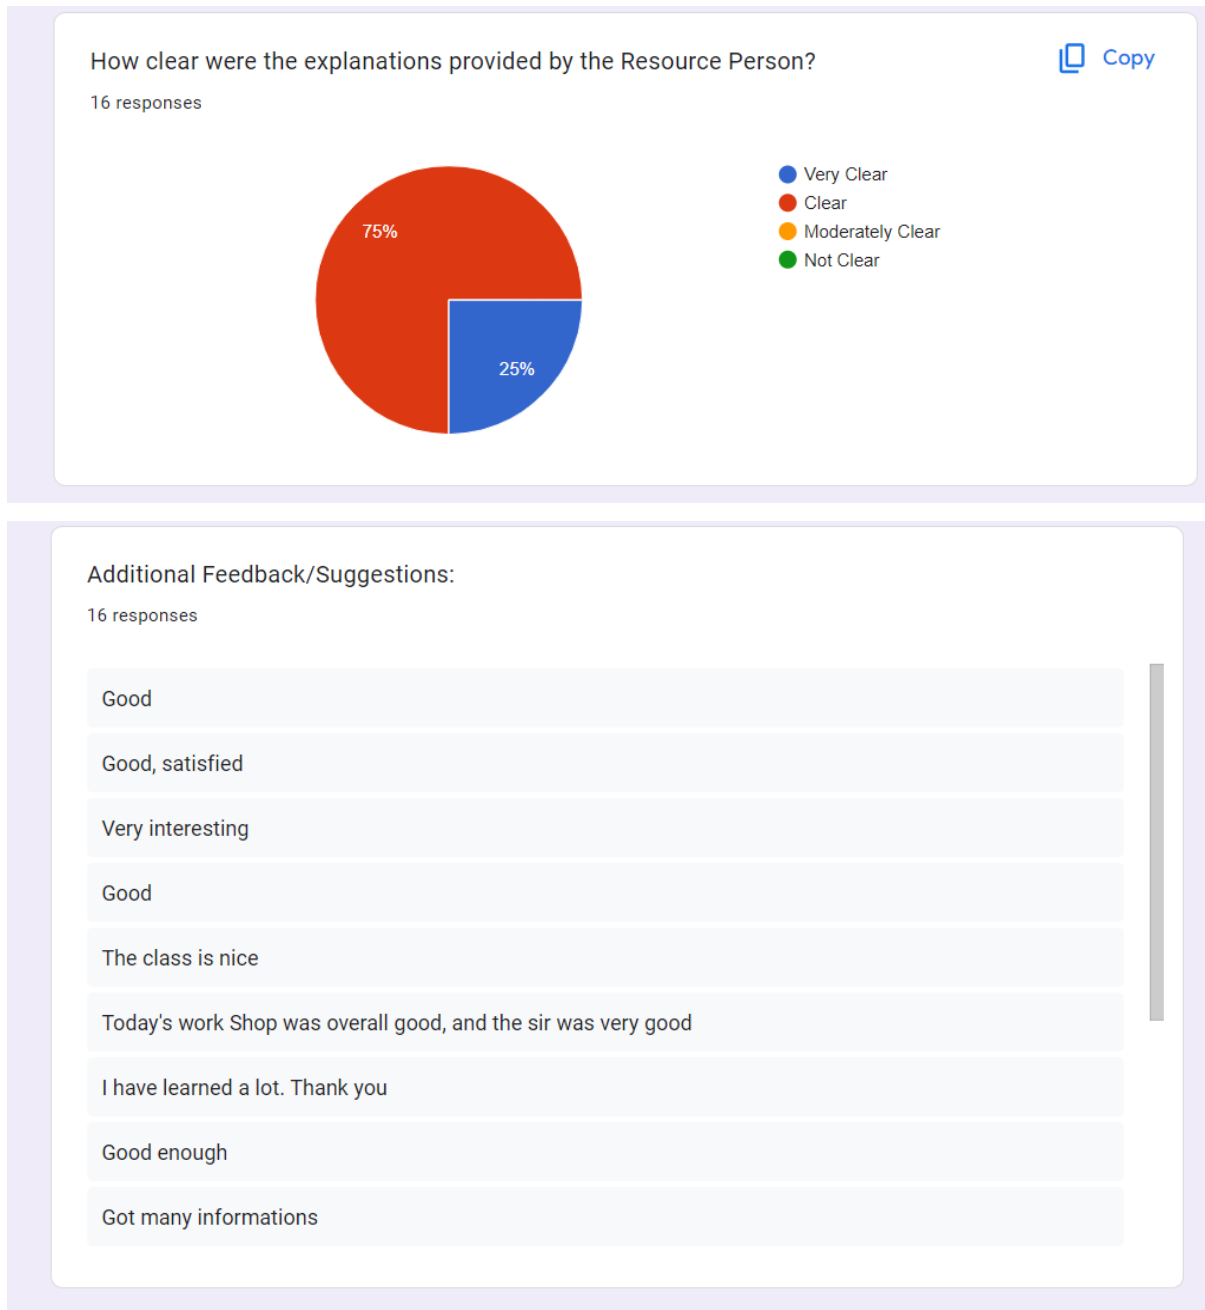 How clear were the explanations provided by the Resource Person?
Copy
16 responses
75%
25%
Very Clear
Clear
Moderately Clear
Not Clear
Additional Feedback/Suggestions:
16 responses
Good
Good, satisfied
Very interesting
Good
The class is nice
Today's work Shop was overall good, and the sir was very good
I have learned a lot. Thank you
Good enough
Got many informations